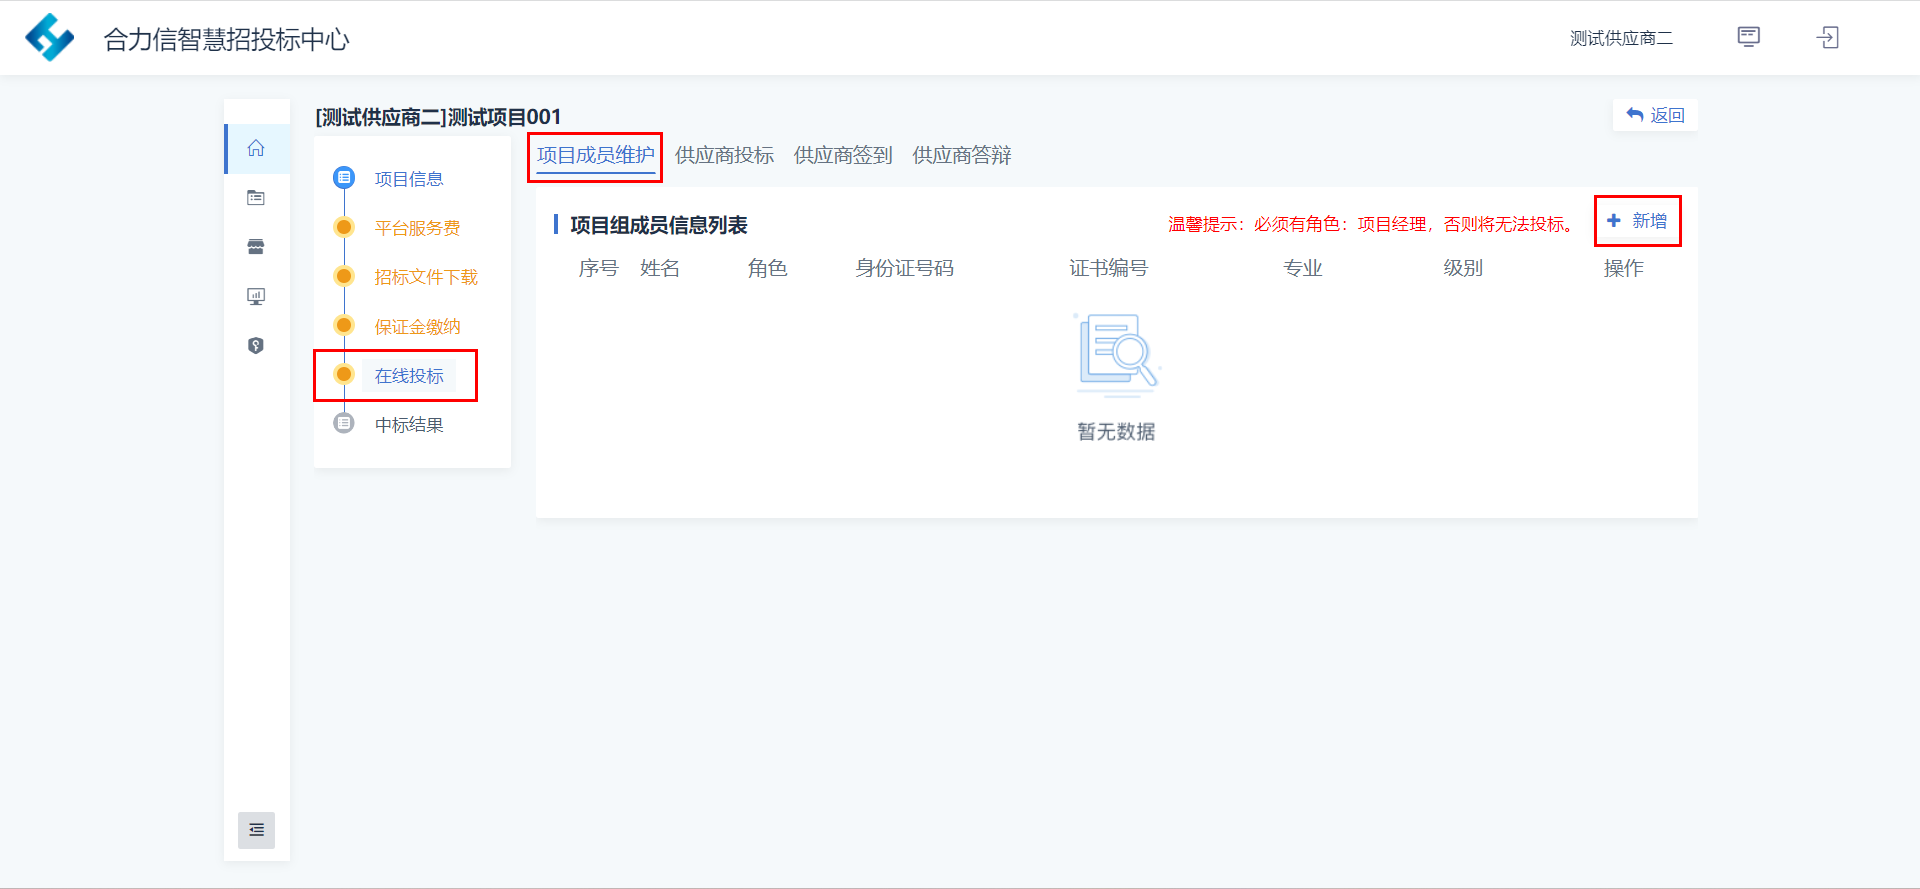 合力信智慧招投标中心
测试供应商二
[测试供应商二]测试项目001
返回
项目信息
平台服务费
招标文件下载
保证金缴纳
在线投标
中标结果
项目成员维护 供应商投标 供应商签到 供应商答辩
项目组成员信息列表
温馨提示：必须有角色：项目经理，否则将无法投标。
新增
序号 姓名 角色 身份证号码 证书编号 专业 级别 操作
暂无数据